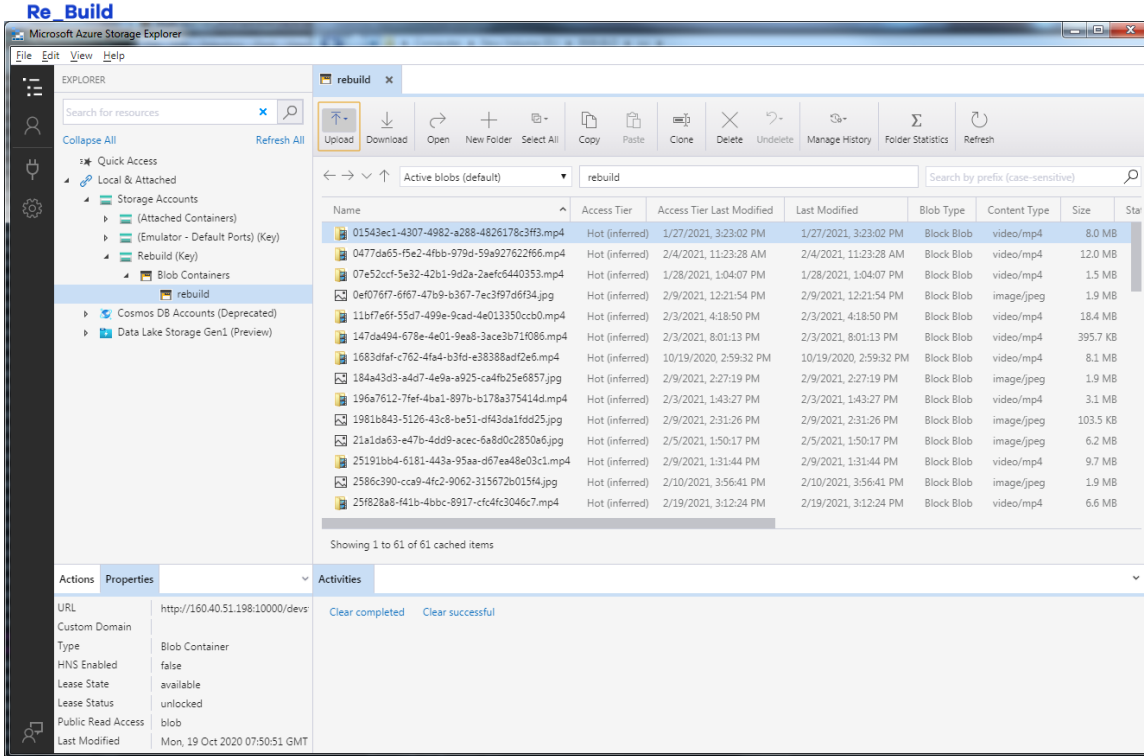 Re_Build
Microsoft Azure Storage Explorer
File Edit View Help
EXPLORER
Search for resources
Collapse All Refresh All
Quick Access
Local & Attached
Storage Accounts
(Attached Containers)
(Emulator - Default Ports) (Key)
Rebuild (Key)
Blob Containers
rebuild
Cosmos DB Accounts (Deprecated)
Data Lake Storage Gen1 (Preview)
rebuild
Upload Download Open New Folder Select All Copy Paste Clone Delete Undelete Manage History Folder Statistics Refresh
Active blobs (default) rebuild Search by prefix (case-sensitive)
Name Access Tier Access Tier Last Modified Last Modified Blob Type Content Type Size Sta
01543ec1-4307-4982-a288-4826178c3ff3.mp4 Hot (inferred) 1/27/2021, 3:23:02 PM 1/27/2021, 3:23:02 PM Block Blob video/mp4 8.0 MB
0477da65-f5e2-4fbb-979d-59a927622f66.mp4 Hot (inferred) 2/4/2021, 11:23:28 AM 2/4/2021, 11:23:28 AM Block Blob video/mp4 12.0 MB
07e52ccf-5e32-42b1-9d2a-2aefc6440353.mp4 Hot (inferred) 1/28/2021, 1:04:07 PM 1/28/2021, 1:04:07 PM Block Blob video/mp4 1.5 MB
0ef076f7-6f67-47b9-b367-7ec3f97d6f34.jpg Hot (inferred) 2/9/2021, 12:21:54 PM 2/9/2021, 12:21:54 PM Block Blob image/jpeg 1.9 MB
11bf7e6f-55d7-499e-9cad-4e013350ccb0.mp4 Hot (inferred) 2/3/2021, 4:18:50 PM 2/3/2021, 4:18:50 PM Block Blob video/mp4 18.4 MB
147da494-678e-4e01-9ea8-3ace3b71f086.mp4 Hot (inferred) 2/3/2021, 8:01:13 PM 2/3/2021, 8:01:13 PM Block Blob video/mp4 395.7 KB
1683dfaf-c762-4fa4-b3fd-e38388adf2e6.mp4 Hot (inferred) 10/19/2020, 2:59:32 PM 10/19/2020, 2:59:32 PM Block Blob video/mp4 8.1 MB
184a43d3-a4d7-4e9a-a925-ca4fb25e6857.jpg Hot (inferred) 2/9/2021, 2:27:19 PM 2/9/2021, 2:27:19 PM Block Blob image/jpeg 1.9 MB
196a7612-7fef-4ba1-897b-b178a375414d.mp4 Hot (inferred) 2/3/2021, 1:43:27 PM 2/3/2021, 1:43:27 PM Block Blob video/mp4 3.1 MB
1981b843-5126-43c8-be51-df43da1fdd25.jpg Hot (inferred) 2/9/2021, 2:31:26 PM 2/9/2021, 2:31:26 PM Block Blob image/jpeg 103.5 KB
21a1da63-e47b-4dd9-acec-6a8d0c2850a6.jpg Hot (inferred) 2/5/2021, 1:50:17 PM 2/5/2021, 1:50:17 PM Block Blob image/jpeg 6.2 MB
25191bb4-6181-443a-95aa-d67ea48e03c1.mp4 Hot (inferred) 2/9/2021, 1:31:44 PM 2/9/2021, 1:31:44 PM Block Blob video/mp4 9.7 MB
2586c390-cca9-4fc2-9062-315672b015f4.jpg Hot (inferred) 2/10/2021, 3:56:41 PM 2/10/2021, 3:56:41 PM Block Blob image/jpeg 1.9 MB
25f828a8-f41b-4bbc-8917-cfc4fc3046c7.mp4 Hot (inferred) 2/19/2021, 3:12:24 PM 2/19/2021, 3:12:24 PM Block Blob video/mp4 6.6 MB
Showing 1 to 61 of 61 cached items
Actions Properties
URL http://160.40.51.198:10000/devs
Custom Domain
Type Blob Container
HNS Enabled false
Lease State available
Lease Status unlocked
Public Read Access blob
Last Modified Mon, 19 Oct 2020 07:50:51 GMT
Activities
Clear completed Clear successful